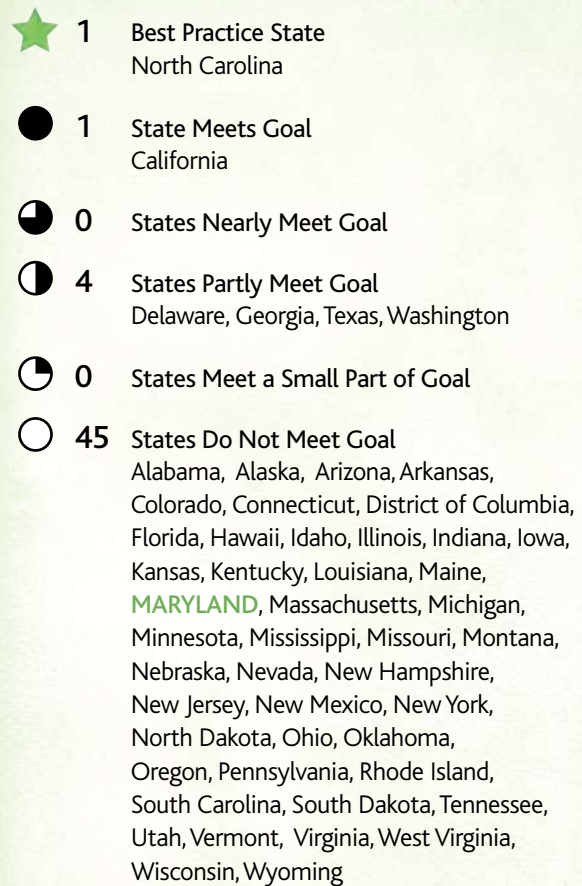 1 Best Practice State
North Carolina
1 State Meets Goal
California
0 States Nearly Meet Goal
4 States Partly Meet Goal
Delaware, Georgia, Texas, Washington
0 States Meet a Small Part of Goal
45 States Do Not Meet Goal
Alabama, Alaska, Arizona, Arkansas,
Colorado, Connecticut, District of Columbia,
Florida, Hawaii, Idaho, Illinois, Indiana, Iowa,
Kansas, Kentucky, Louisiana, Maine,
MARYLAND, Massachusetts, Michigan,
Minnesota, Mississippi, Missouri, Montana,
Nebraska, Nevada, New Hampshire,
New Jersey, New Mexico, New York,
North Dakota, Ohio, Oklahoma,
Oregon, Pennsylvania, Rhode Island,
South Carolina, South Dakota, Tennessee,
Utah, Vermont, Virginia, West Virginia,
Wisconsin, Wyoming